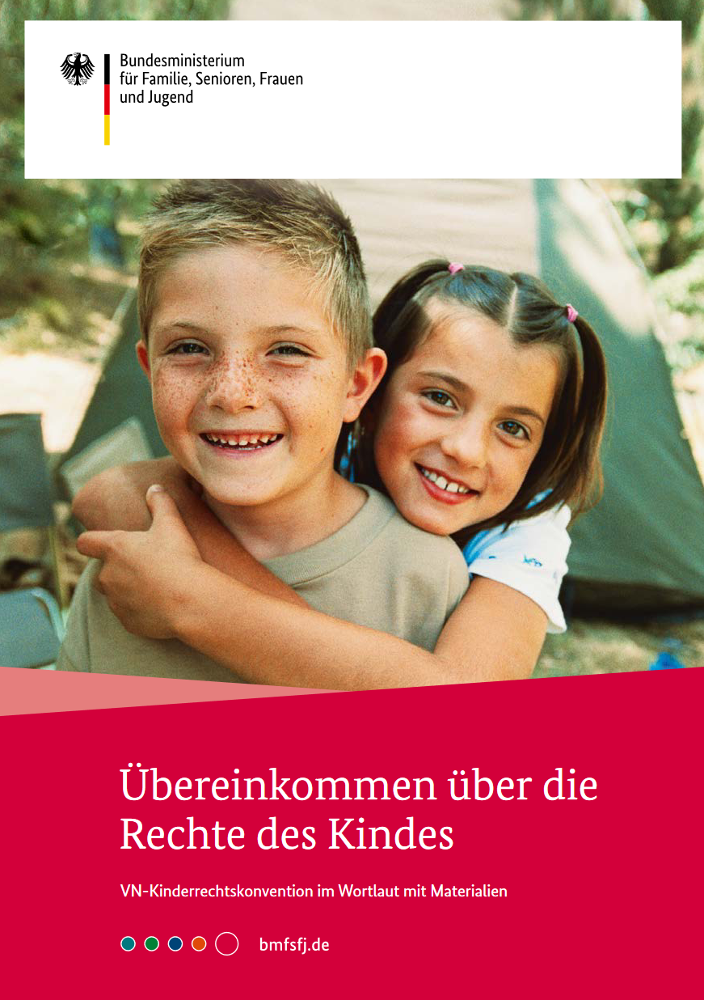 Bundesministerium
für Familie, Senioren, Frauen
und Jugend
Übereinkommen über die
Rechte des Kindes
VN-Kinderrechtskonvention im Wortlaut mit Materialien
bmfsfj.de